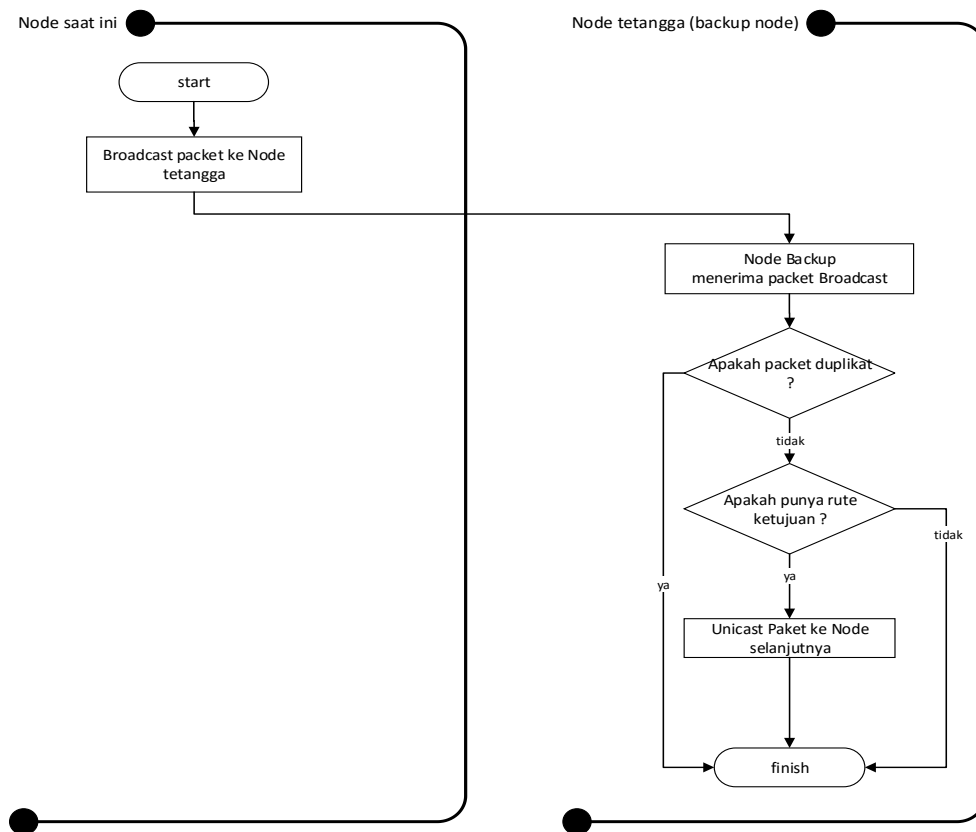 Node saat ini
Node tetangga (backup node)
start
Broadcast packet ke Node
tetangga
Node Backup
menerima packet Broadcast
Apakah packet duplikat
?
tidak
Apakah punya rute
ketujuan ?
tidak
ya
ya
Unicast Paket ke Node
selanjutnya
finish